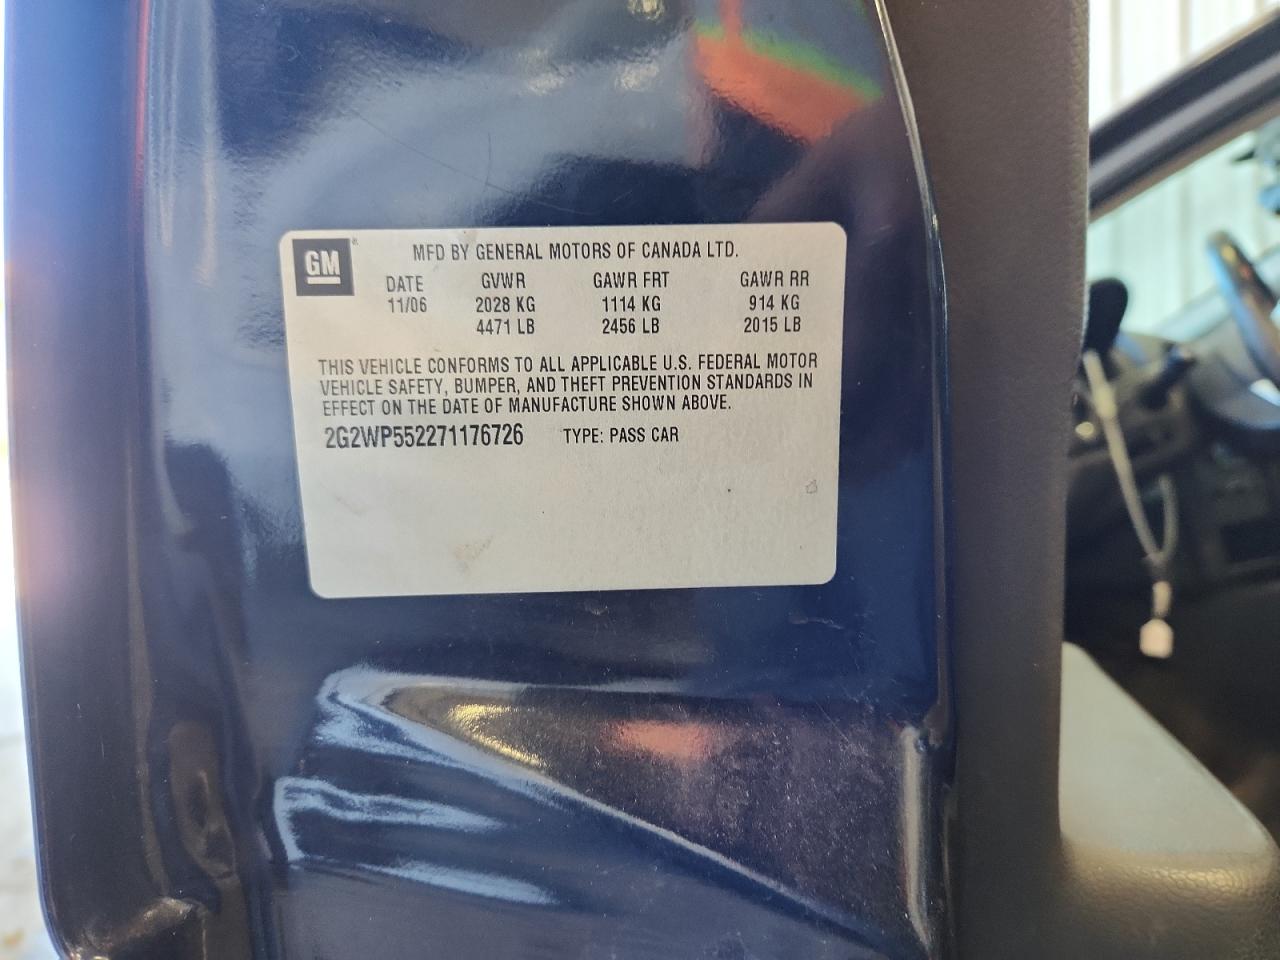 GM
MFD BY GENERAL MOTORS OF CANADA LTD.
DATE GVWR GAWR FRT GAWR RR
11/06 2028 KG 1114 KG 914 KG
4471 LB 2456 LB 2015 LB
THIS VEHICLE CONFORMS TO ALL APPLICABLE U.S. FEDERAL MOTOR
VEHICLE SAFETY, BUMPER, AND THEFT PREVENTION STANDARDS IN
EFFECT ON THE DATE OF MANUFACTURE SHOWN ABOVE.
2G2WP552271176726 TYPE: PASS CAR